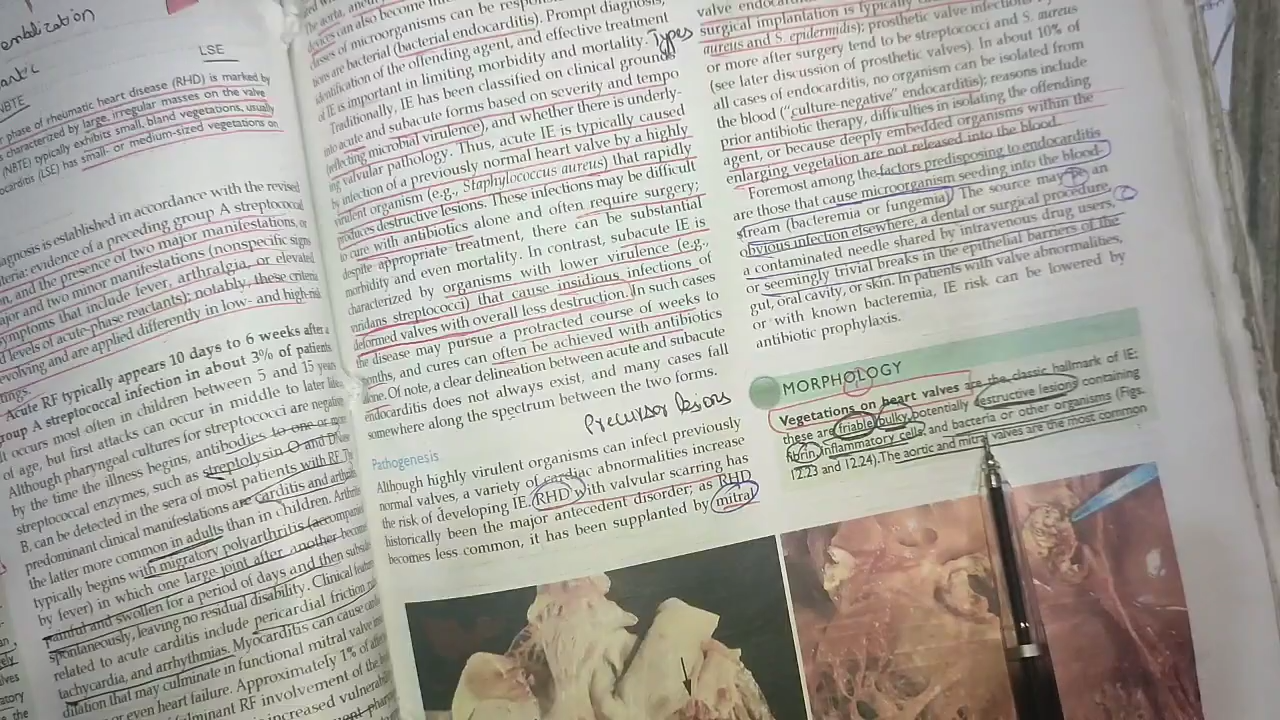 entalization
LSE
antic
NBTE
phase of rheumatic heart disease (RHD) is marked by
characterized by large, irregular masses on the valve
(NBTE) typically exhibits small, bland vegetations, usually
ocarditis (LSE) has small- or medium-sized vegetations on
agnosis is established in accordance with the revised
teria: evidence of a preceding group A streptococcal
on, and the presence of two major manifestations, or
ajor and two minor manifestations (nonspecific signs
symptoms that include fever, arthralgia, or elevated
d levels of acute-phase reactants); notably, these criteria
evolving and are applied differently in low- and high-risk
tings.
Acute RF typically appears 10 days to 6 weeks after a
group A streptococcal infection in about 3% of patients.
It occurs most often in children between 5 and 15 years
of age, but first attacks can occur in middle to later
Although pharyngeal cultures for streptococci are negative
by the time the illness begins, antibodies to one or more
streptococcal enzymes, such as streptolysin O and DNase
B, can be detected in the sera of most patients with RF. The
predominant clinical manifestations are carditis and
the latter more common in adults than in children. Arthritis
typically begins with migratory polyarthritis (accompanied
by fever) in which one large joint after another becomes
painful and swollen for a period of days and then subsides
spontaneously, leaving no residual disability. Clinical features
related to acute carditis include pericardial friction
tachycardia, and arrhythmias. Myocarditis can cause
dilation that may culminate in functional mitral valve
or even heart failure. Approximately 1% of
fulminant RF involvement of the
increased vulnerability
the aorta,
devices can also become
classes of microorganisms can be
tions are bacterial (bacterial endocarditis). Prompt diagnosis,
identification of the offending agent, and effective treatment
of IE is important in limiting morbidity and mortality.
Types
Traditionally, IE has been classified on clinical grounds
into acute and subacute forms based on severity and tempo
(reflecting microbial virulence), and whether there is underly-
ing valvular pathology. Thus, acute IE is typically caused
by infection of a previously normal heart valve by a highly
virulent organism (e.g., Staphylococcus aureus) that rapidly
produces destructive lesions. These infections may be difficult
to cure with antibiotics alone and often require surgery;
despite appropriate treatment, there can be substantial
morbidity and even mortality. In contrast, subacute IE is
characterized by organisms with lower virulence (e.g.,
viridans streptococci) that cause insidious infections of
deformed valves with overall less destruction. In such cases
the disease may pursue a protracted course of weeks to
months, and cures can often be achieved with antibiotics
alone. Of note, a clear delineation between acute and subacute
endocarditis does not always exist, and many cases fall
somewhere along the spectrum between the two forms.
Precursor lesions
Pathogenesis
Although highly virulent organisms can infect previously
normal valves, a variety of cardiac abnormalities increase
the risk of developing IE. RHD with valvular scarring has
historically been the major antecedent disorder; as RHD
becomes less common, it has been supplanted by mitral
valve
surgical implantation is typically
aureus and S. epidermidis); prosthetic valve infections
or more after surgery tend to be streptococci and S. aureus
(see later discussion of prosthetic valves). In about 10% of
all cases of endocarditis, no organism can be isolated from
the blood ("culture-negative" endocarditis); reasons include
prior antibiotic therapy, difficulties in isolating the offending
agent, or because deeply embedded organisms within the
enlarging vegetation are not released into the blood.
Foremost among the factors predisposing to endocarditis
are those that cause microorganism seeding into the blood-
stream (bacteremia or fungemia). The source may be an
obvious infection elsewhere, a dental or surgical procedure,
a contaminated needle shared by intravenous drug users,
or seemingly trivial breaks in the epithelial barriers of the
gut, oral cavity, or skin. In patients with valve abnormalities,
or with known bacteremia, IE risk can be lowered by
antibiotic prophylaxis.
MORPHOLOGY
Vegetations on heart valves are the classic hallmark of IE;
these are friable, bulky, potentially destructive lesions containing
fibrin, inflammatory cells, and bacteria or other organisms (Figs.
12.23 and 12.24). The aortic and mitral valves are the most common